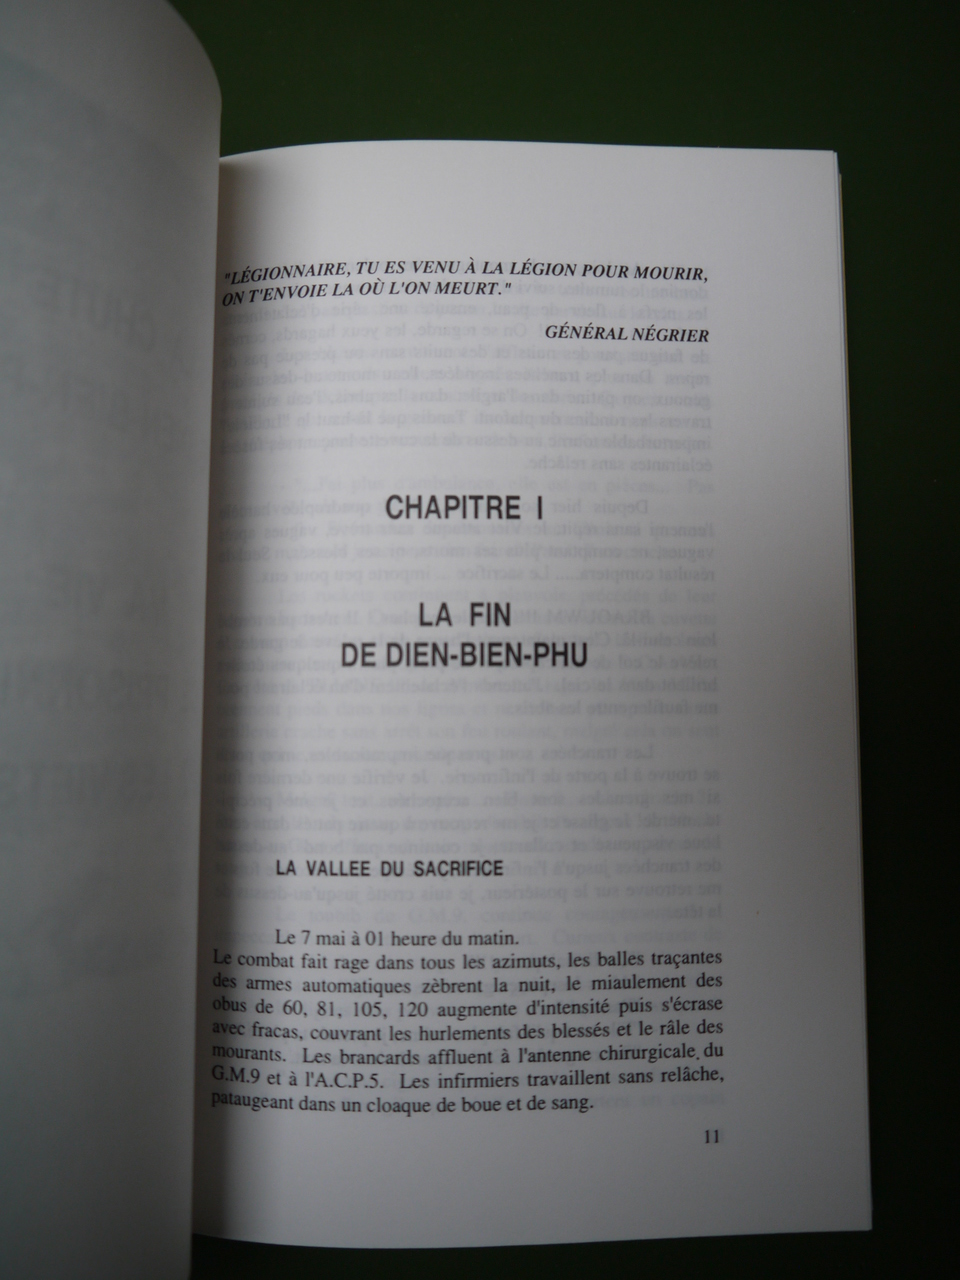 "LÉGIONNAIRE, TU ES VENU À LA LÉGION POUR MOURIR,
ON T'ENVOIE LA OÙ L'ON MEURT."
GÉNÉRAL NÉGRIER
CHAPITRE I
LA FIN
DE DIEN-BIEN-PHU
LA VALLEE DU SACRIFICE
Le 7 mai à 01 heure du matin.
Le combat fait rage dans tous les azimuts, les balles traçantes
des armes automatiques zèbrent la nuit, le miaulement des
obus de 60, 81, 105, 120 augmente d'intensité puis s'écrase
avec fracas, couvrant les hurlements des blessés et le râle des
mourants. Les brancards affluent à l'antenne chirurgicale du
G.M.9 et à l'A.C.P.5. Les infirmiers travaillent sans relâche,
pataugeant dans un cloaque de boue et de sang.
11